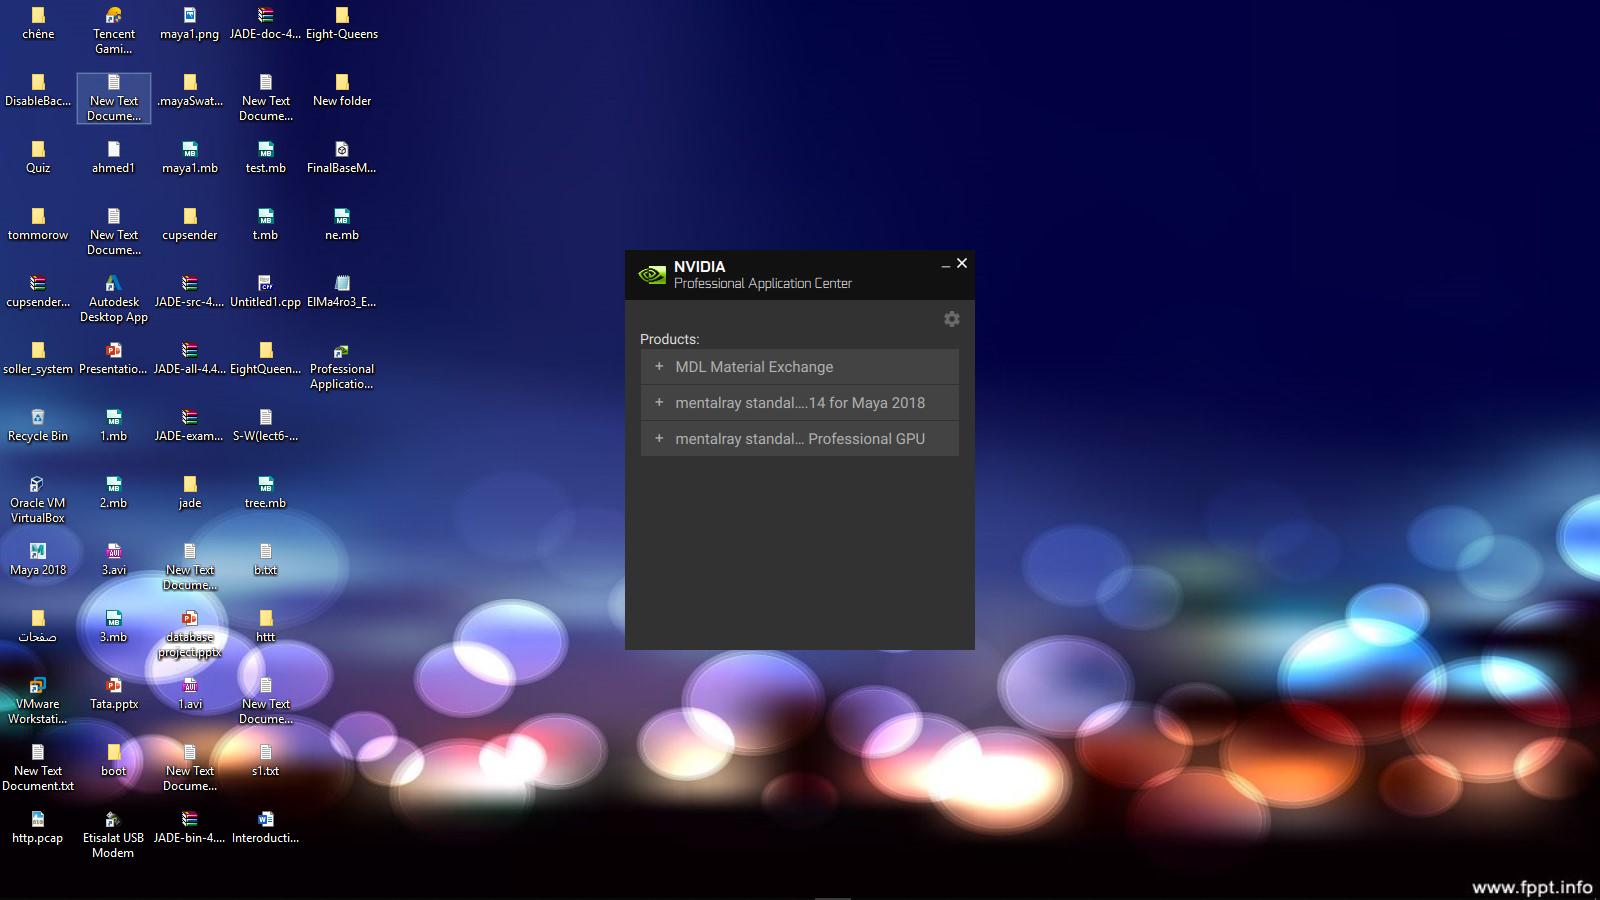 chêne
Tencent
Gami...
maya1.png
JADE-doc-4...
Eight-Queens
DisableBac...
New Text
Docume...
.mayaSwat...
New Text
Docume...
New folder
Quiz
ahmed1
maya1.mb
test.mb
FinalBaseM...
tommorow
New Text
Docume...
cupsender
t.mb
ne.mb
cupsender...
Autodesk
Desktop App
JADE-src-4....
Untitled1.cpp
ElMa4ro3_E...
soller_system
Presentatio...
JADE-all-4.4...
EightQueen...
Professional
Applicatio...
Recycle Bin
1.mb
JADE-exam...
S-W(lect6-...
Oracle VM
VirtualBox
2.mb
jade
tree.mb
Maya 2018
3.avi
New Text
Docume...
b.txt
صفحات
3.mb
database
project.pptx
httt
VMware
Workstati...
Tata.pptx
1.avi
New Text
Docume...
New Text
Document.txt
boot
New Text
Docume...
s1.txt
http.pcap
Etisalat USB
Modem
JADE-bin-4....
Interoducti...
NVIDIA
Professional Application Center
Products:
+ MDL Material Exchange
+ mentalray standal....14 for Maya 2018
+ mentalray standal... Professional GPU
www.fppt.info